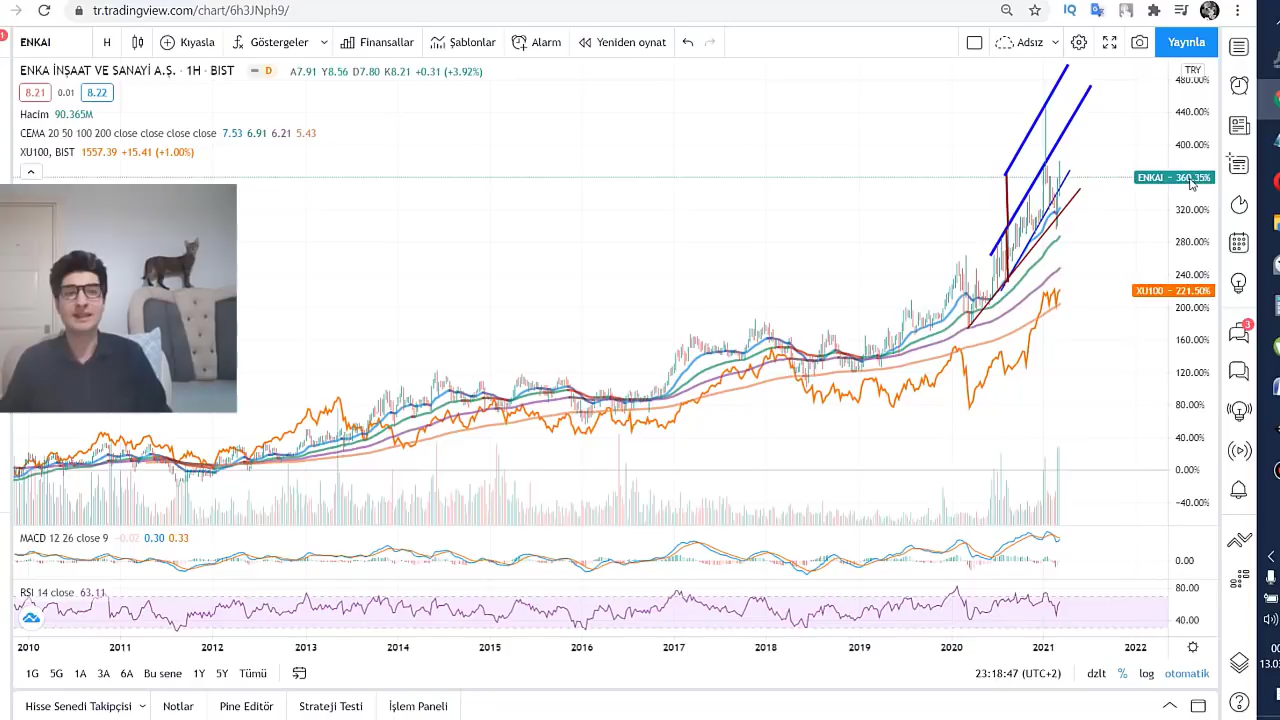 tr.tradingview.com/chart/6h3JNph9/
ENKAI H Kıyasla Göstergeler Finansallar Şablonlar Alarm Yeniden oynat Adsız Yayınla
ENKA İNŞAAT VE SANAYİ A.Ş. · 1H · BIST D A7.91 Y8.56 D7.80 K8.21 +0.31 (+3.92%)
8.21 0.01 8.22
Hacim 90.365M
CEMA 20 50 100 200 close close close close 7.53 6.91 6.21 5.43
XU100, BIST 1557.39 +15.41 (+1.00%)
TRY
480.00%
440.00%
400.00%
ENKAI − 360.35%
320.00%
280.00%
240.00%
XU100 − 221.50%
200.00%
160.00%
120.00%
80.00%
40.00%
0.00%
−40.00%
3
MACD 12 26 close 9 −0.02 0.30 0.33
0.00
RSI 14 close 63.11
80.00
40.00
2010 2011 2012 2013 2014 2015 2016 2017 2018 2019 2020 2021 2022
1G 5G 1A 3A 6A Bu sene 1Y 5Y Tümü 23:18:47 (UTC+2) dzlt % log otomatik
Hisse Senedi Takipçisi Notlar Pine Editör Strateji Testi İşlem Paneli